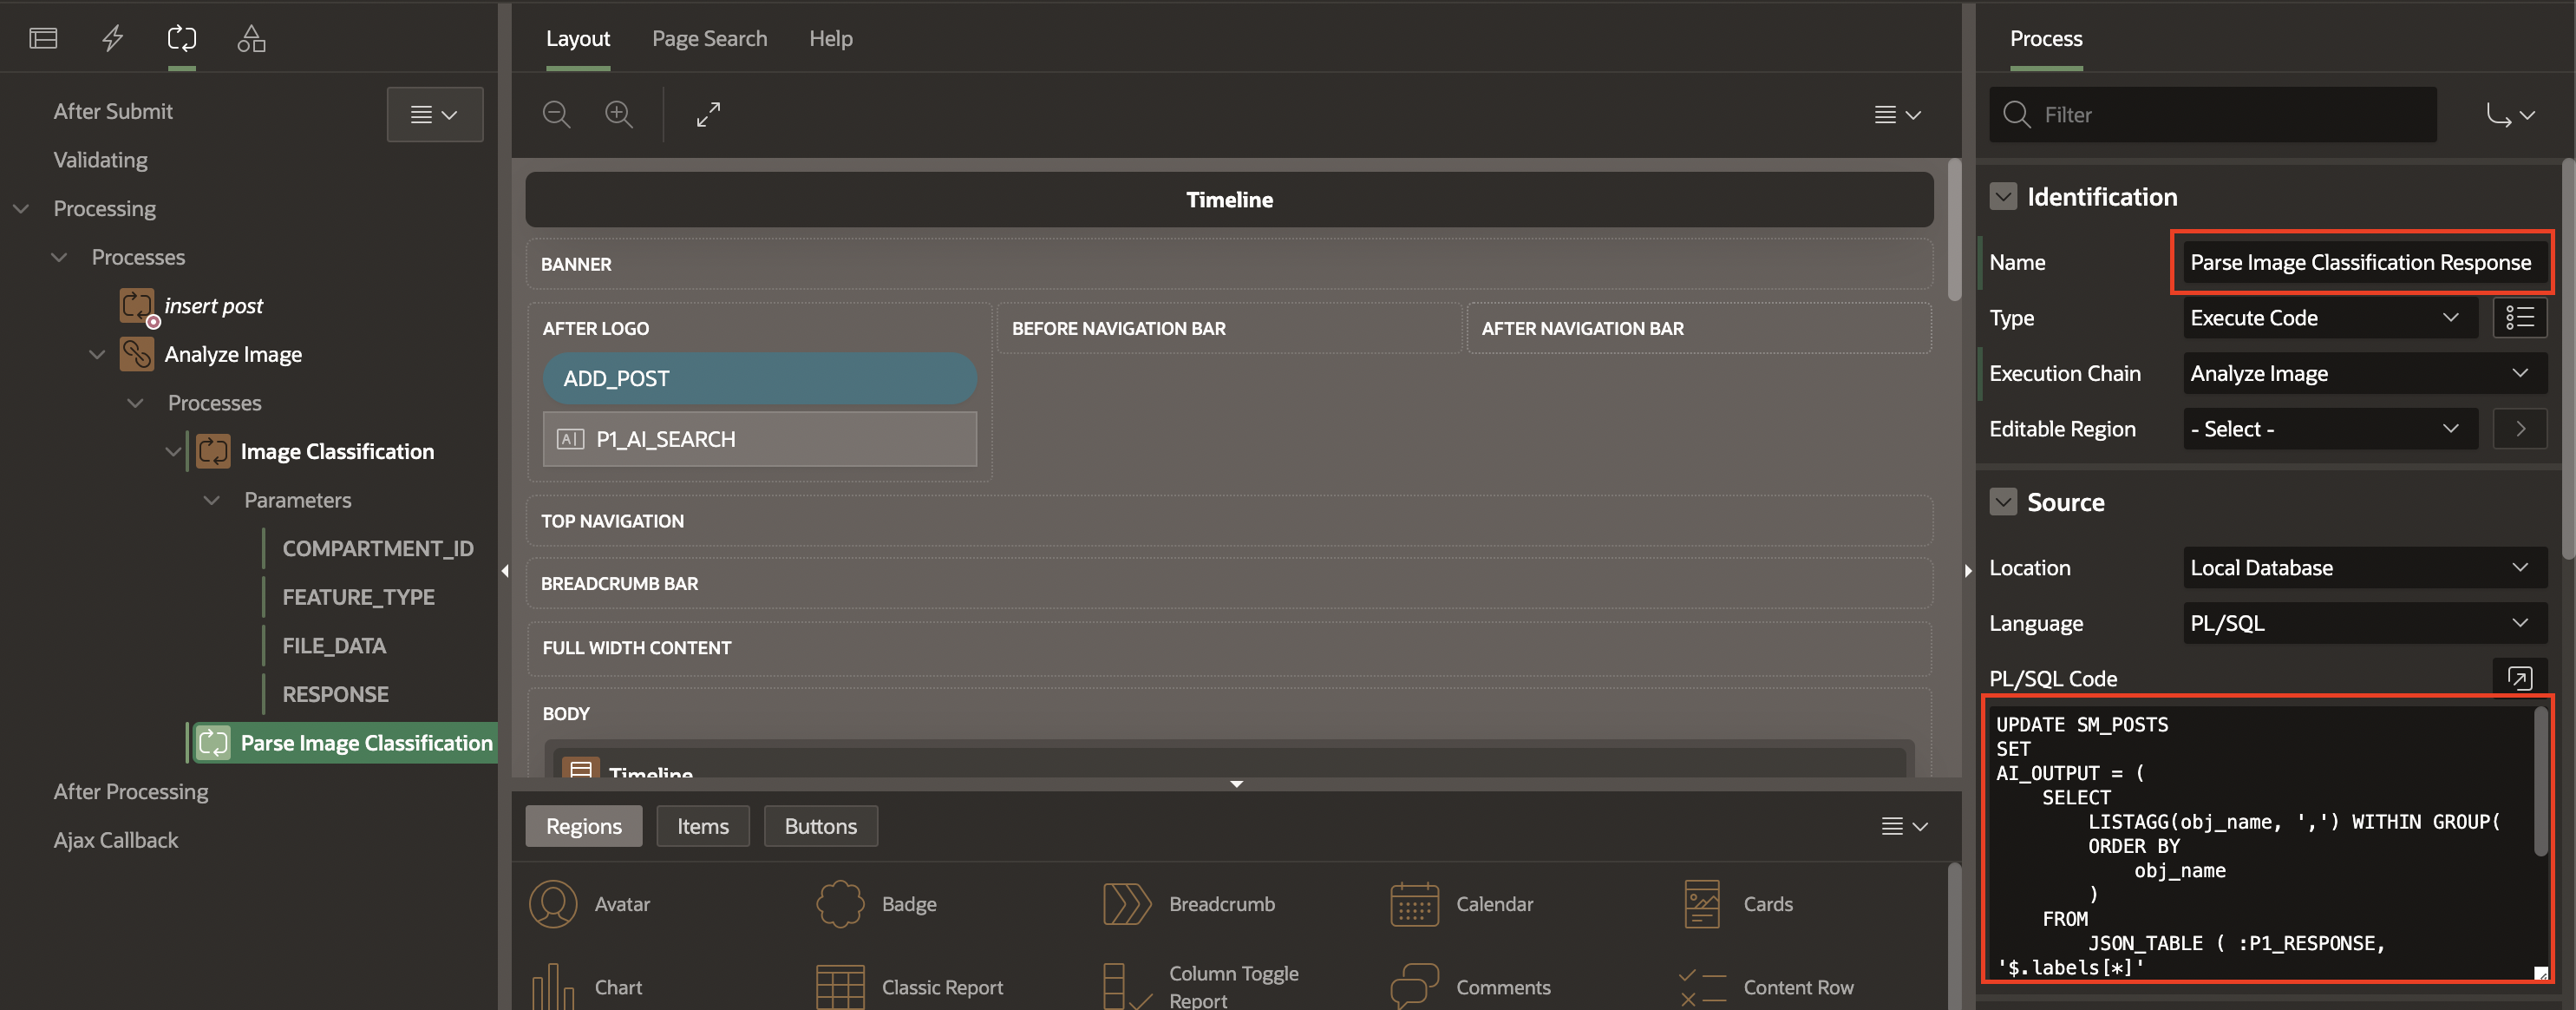 After Submit
Validating
Processing
Processes
insert post
Analyze Image
Processes
Image Classification
Parameters
COMPARTMENT_ID
FEATURE_TYPE
FILE_DATA
RESPONSE
Parse Image Classification
After Processing
Ajax Callback
Layout
Page Search
Help
Timeline
BANNER
AFTER LOGO
BEFORE NAVIGATION BAR
AFTER NAVIGATION BAR
ADD_POST
P1_AI_SEARCH
TOP NAVIGATION
BREADCRUMB BAR
FULL WIDTH CONTENT
BODY
Timeline
Regions
Items
Buttons
Avatar
Badge
Breadcrumb
Calendar
Cards
Chart
Classic Report
Column Toggle
Report
Comments
Content Row
Process
Filter
Identification
Name
Parse Image Classification Response
Type
Execute Code
Execution Chain
Analyze Image
Editable Region
- Select -
Source
Location
Local Database
Language
PL/SQL
PL/SQL Code
UPDATE SM_POSTS
SET
AI_OUTPUT = (
SELECT
LISTAGG(obj_name, ',') WITHIN GROUP(
ORDER BY
obj_name
)
FROM
JSON_TABLE ( :P1_RESPONSE,
'$.labels[*]'